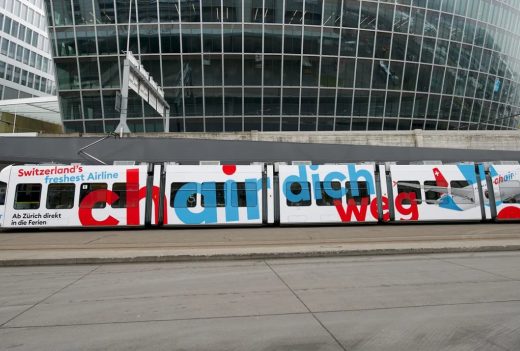 Switzerland's
freshest Airline
Ab Zürich direkt
in die Ferien
chair dich
weg
chair